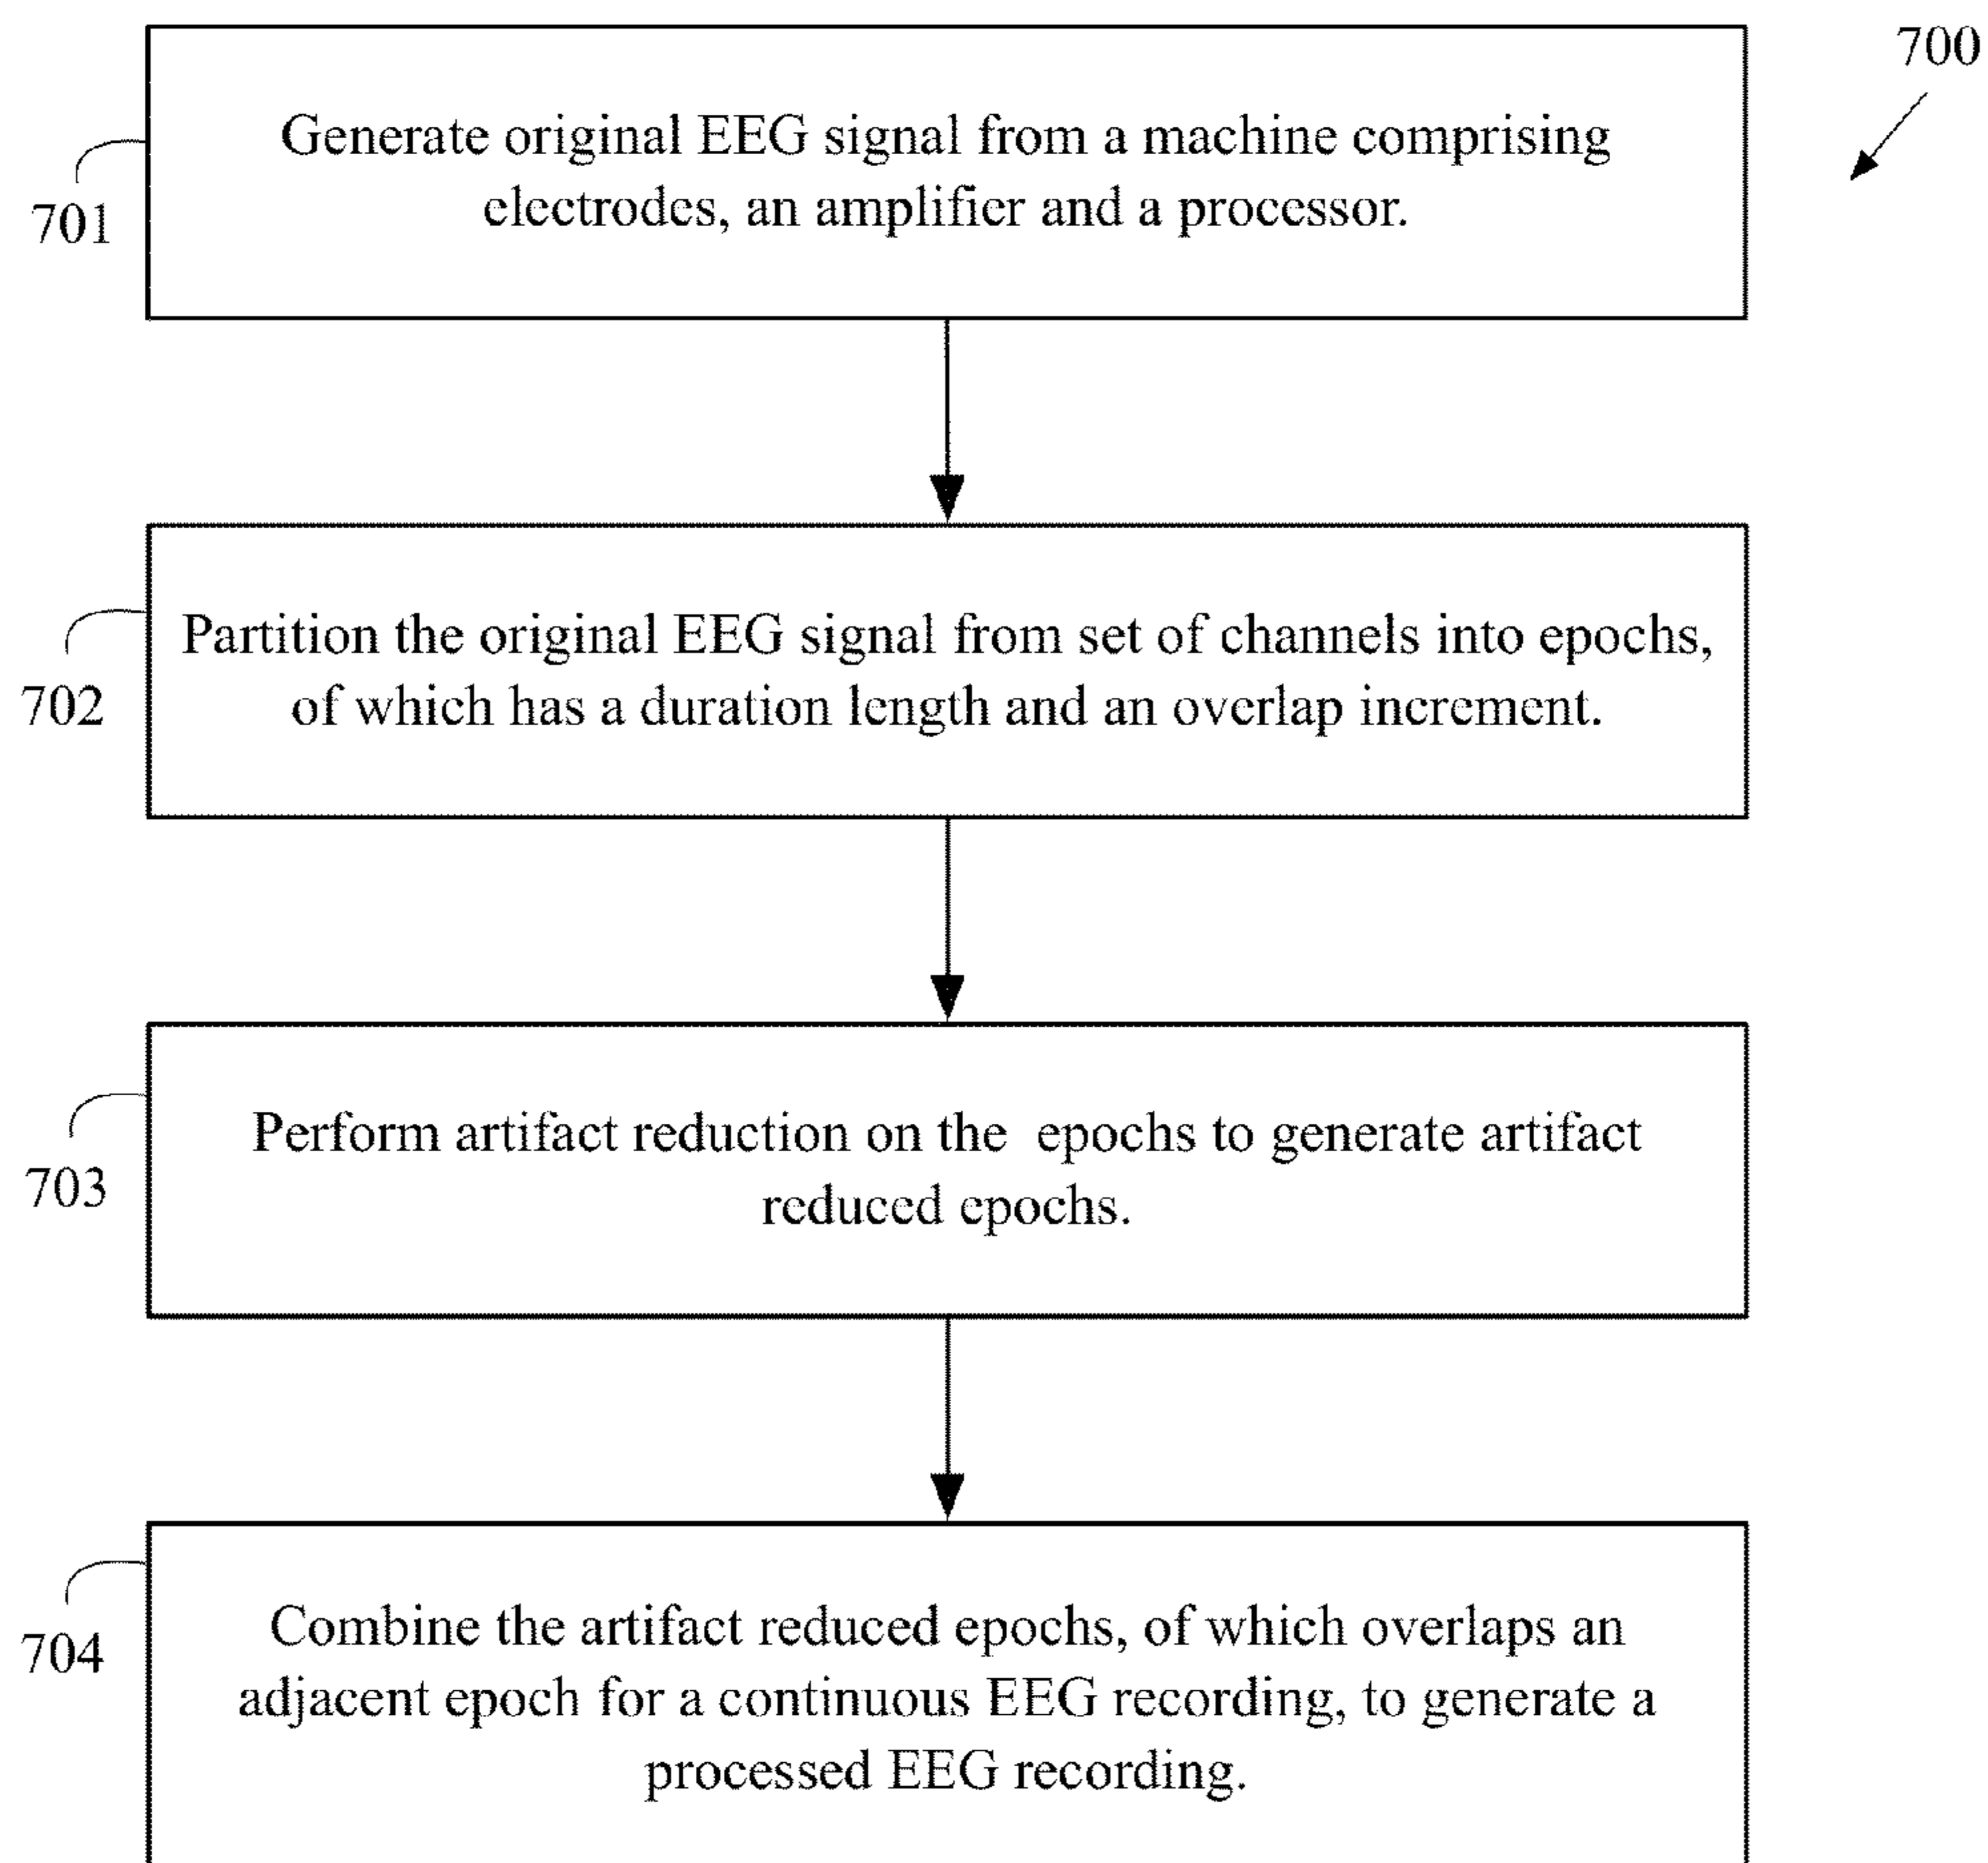 700
Generate original EEG signal from a machine comprising
electrodes, an amplifier and a processor.
701
Partition the original EEG signal from set of channels into epochs,
of which has a duration length and an overlap increment.
702
Perform artifact reduction on the epochs to generate artifact
reduced epochs.
703
Combine the artifact reduced epochs, of which overlaps an
adjacent epoch for a continuous EEG recording, to generate a
processed EEG recording.
704